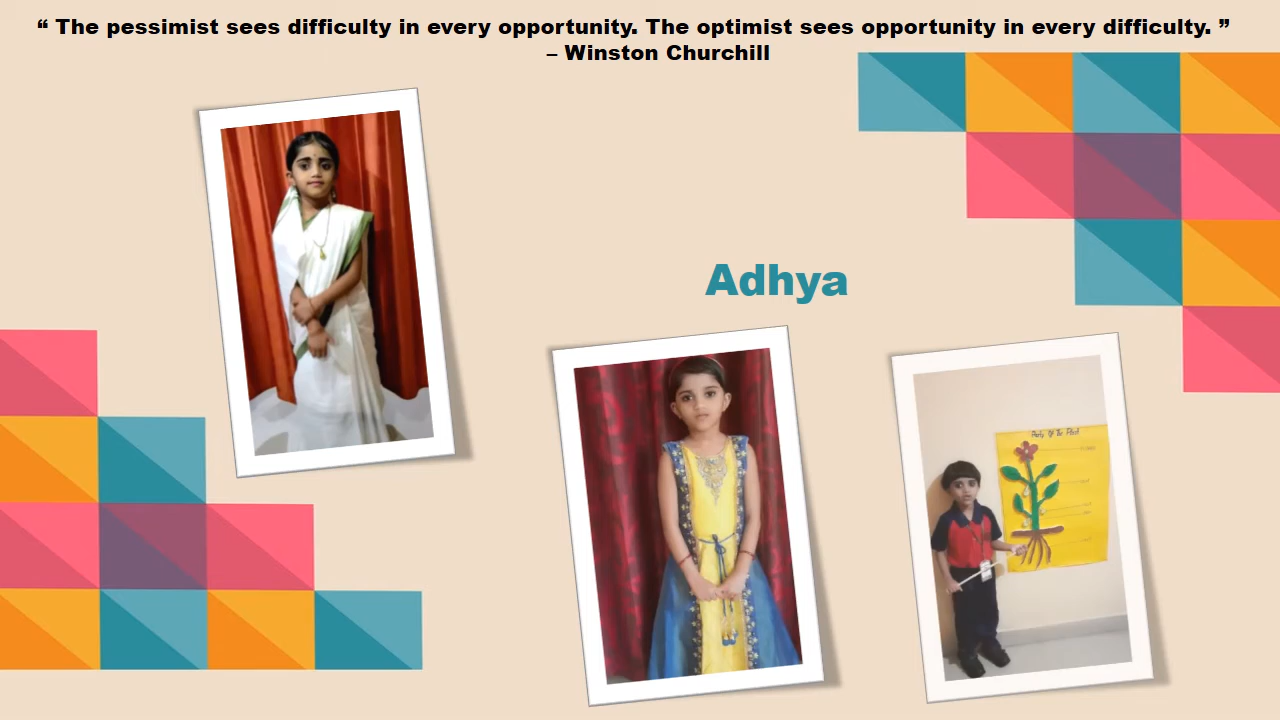 “ The pessimist sees difficulty in every opportunity. The optimist sees opportunity in every difficulty. ”
– Winston Churchill
Adhya